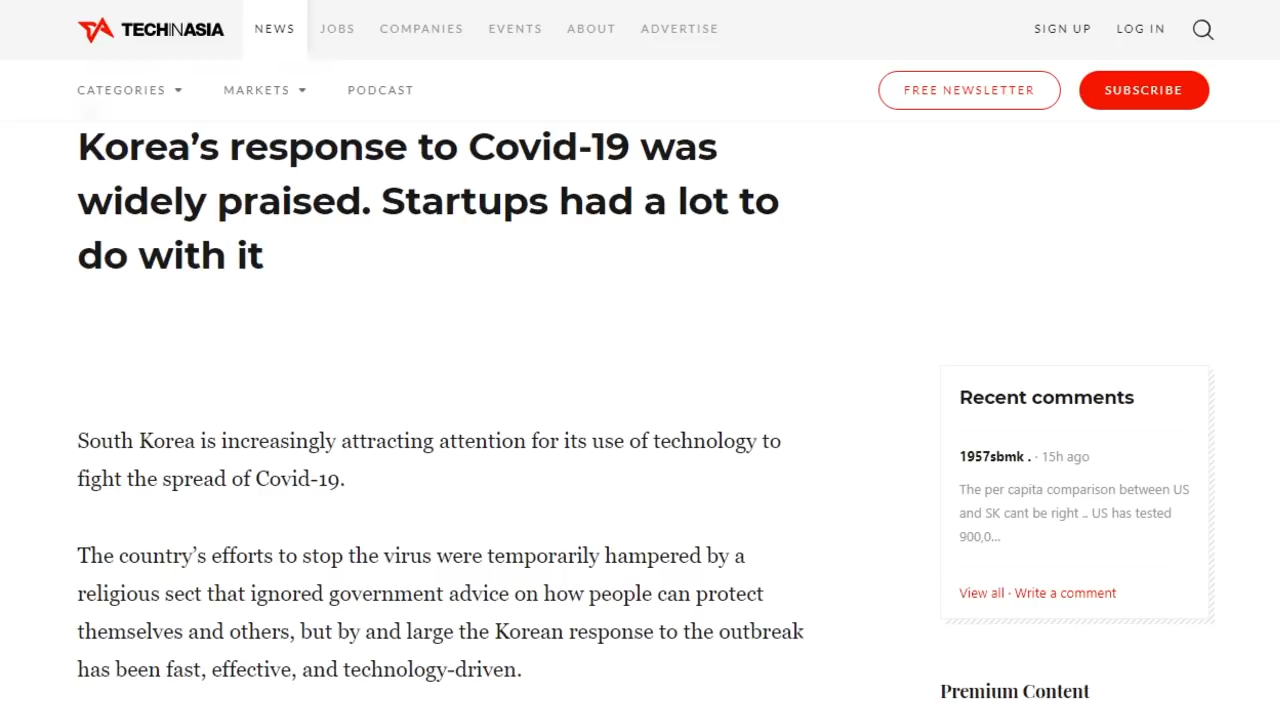 TECHINASIA
NEWS
JOBS
COMPANIES
EVENTS
ABOUT
ADVERTISE
SIGN UP
LOG IN
CATEGORIES
MARKETS
PODCAST
FREE NEWSLETTER
SUBSCRIBE
Korea’s response to Covid-19 was
widely praised. Startups had a lot to
do with it
South Korea is increasingly attracting attention for its use of technology to
fight the spread of Covid-19.
The country’s efforts to stop the virus were temporarily hampered by a
religious sect that ignored government advice on how people can protect
themselves and others, but by and large the Korean response to the outbreak
has been fast, effective, and technology-driven.
Recent comments
1957sbmk . · 15h ago
The per capita comparison between US
and SK cant be right .. US has tested
900,0...
View all · Write a comment
Premium Content